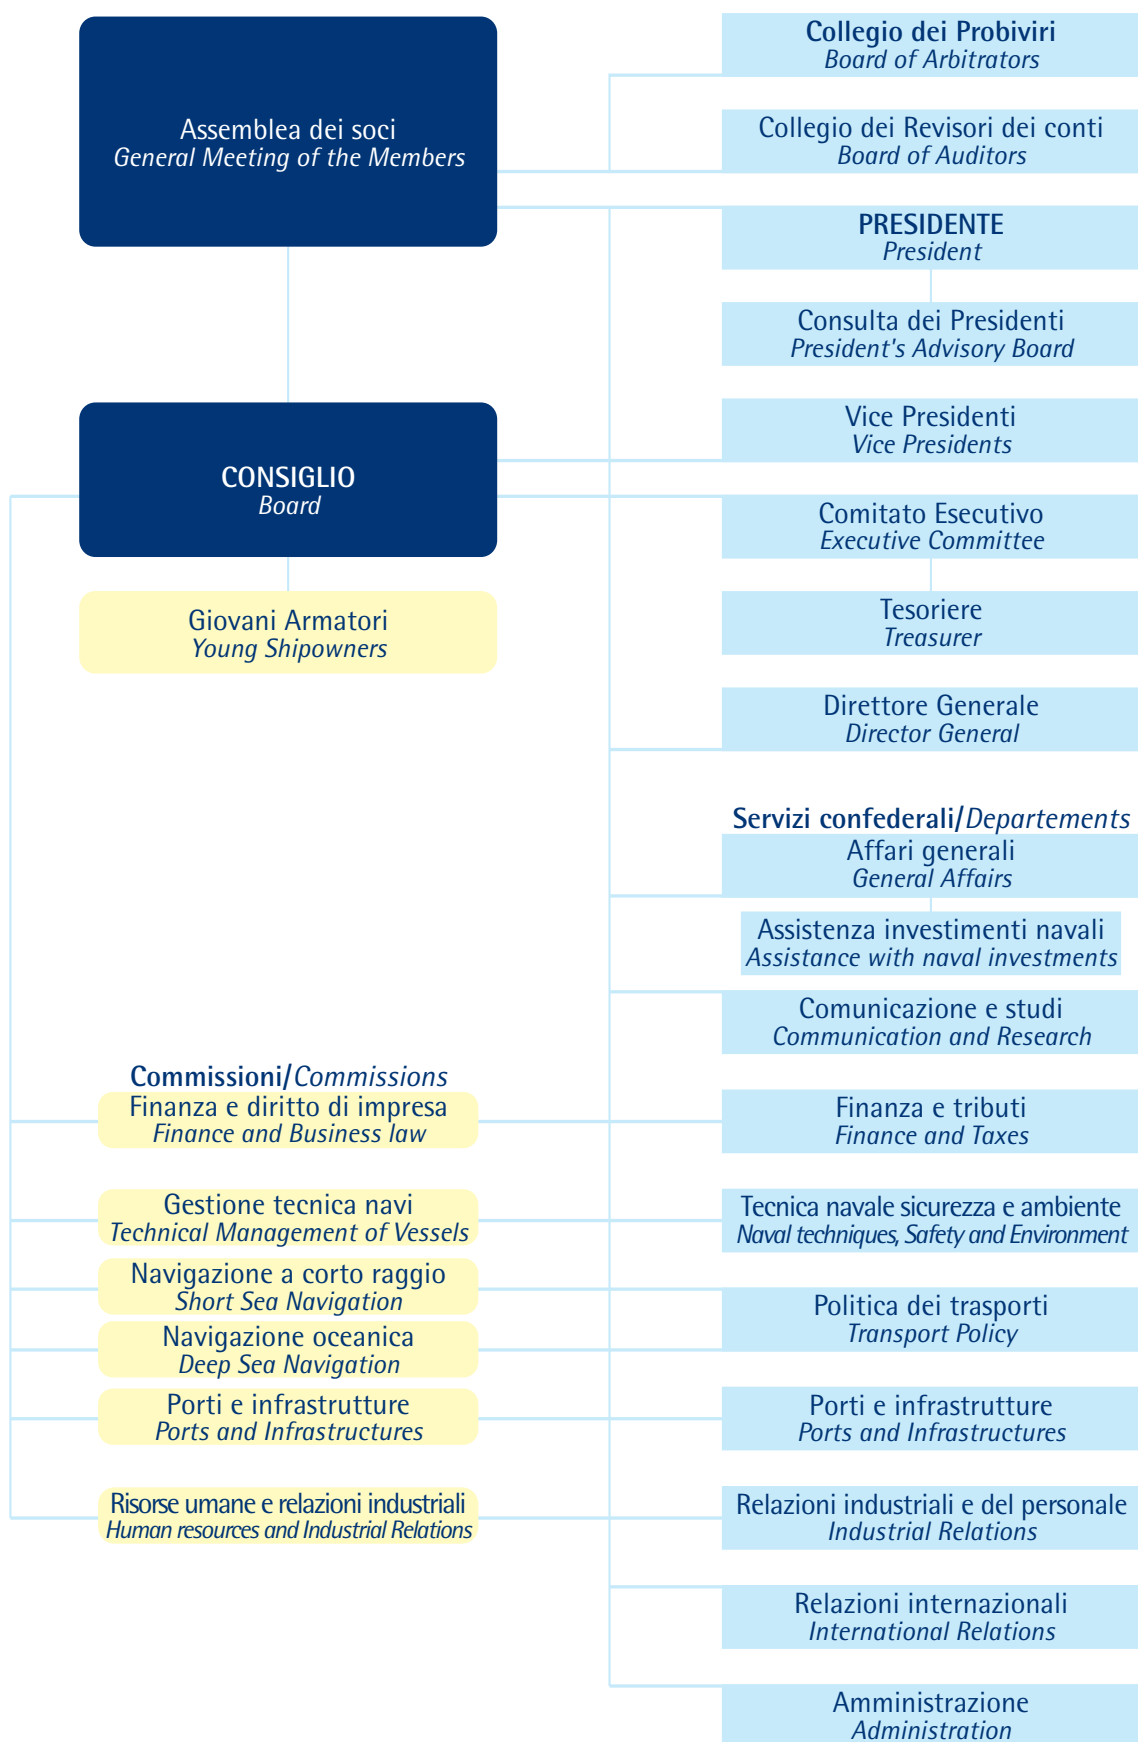 Assemblea dei soci
General Meeting of the Members
Collegio dei Probiviri
Board of Arbitrators
Collegio dei Revisori dei conti
Board of Auditors
PRESIDENTE
President
Consulta dei Presidenti
President's Advisory Board
CONSIGLIO
Board
Vice Presidenti
Vice Presidents
Comitato Esecutivo
Executive Committee
Giovani Armatori
Young Shipowners
Tesoriere
Treasurer
Direttore Generale
Director General
Servizi confederali/Departements
Affari generali
General Affairs
Assistenza investimenti navali
Assistance with naval investments
Comunicazione e studi
Communication and Research
Commissioni/Commissions
Finanza e diritto di impresa
Finance and Business law
Finanza e tributi
Finance and Taxes
Gestione tecnica navi
Technical Management of Vessels
Tecnica navale sicurezza e ambiente
Naval techniques, Safety and Environment
Navigazione a corto raggio
Short Sea Navigation
Navigazione oceanica
Deep Sea Navigation
Politica dei trasporti
Transport Policy
Porti e infrastrutture
Ports and Infrastructures
Porti e infrastrutture
Ports and Infrastructures
Risorse umane e relazioni industriali
Human resources and Industrial Relations
Relazioni industriali e del personale
Industrial Relations
Relazioni internazionali
International Relations
Amministrazione
Administration